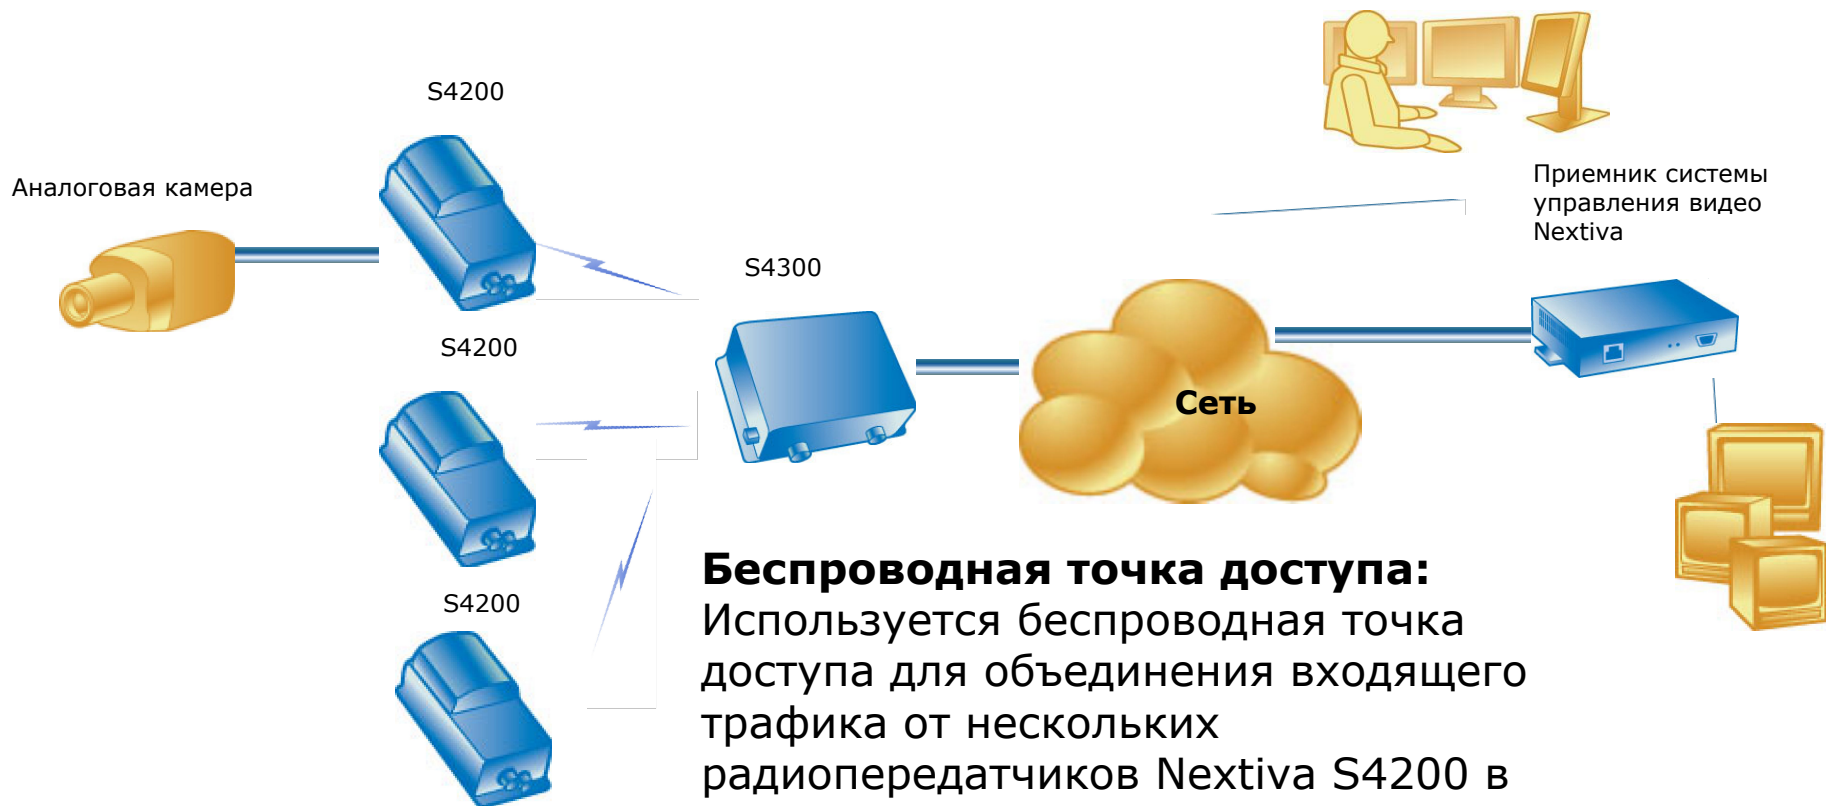 S4200
Аналоговая камера
Приемник системы
управления видео
Nextiva
S4300
S4200
Сеть
S4200
Беспроводная точка доступа:
Используется беспроводная точка
доступа для объединения входящего
трафика от нескольких
радиопередатчиков Nextiva S4200 в